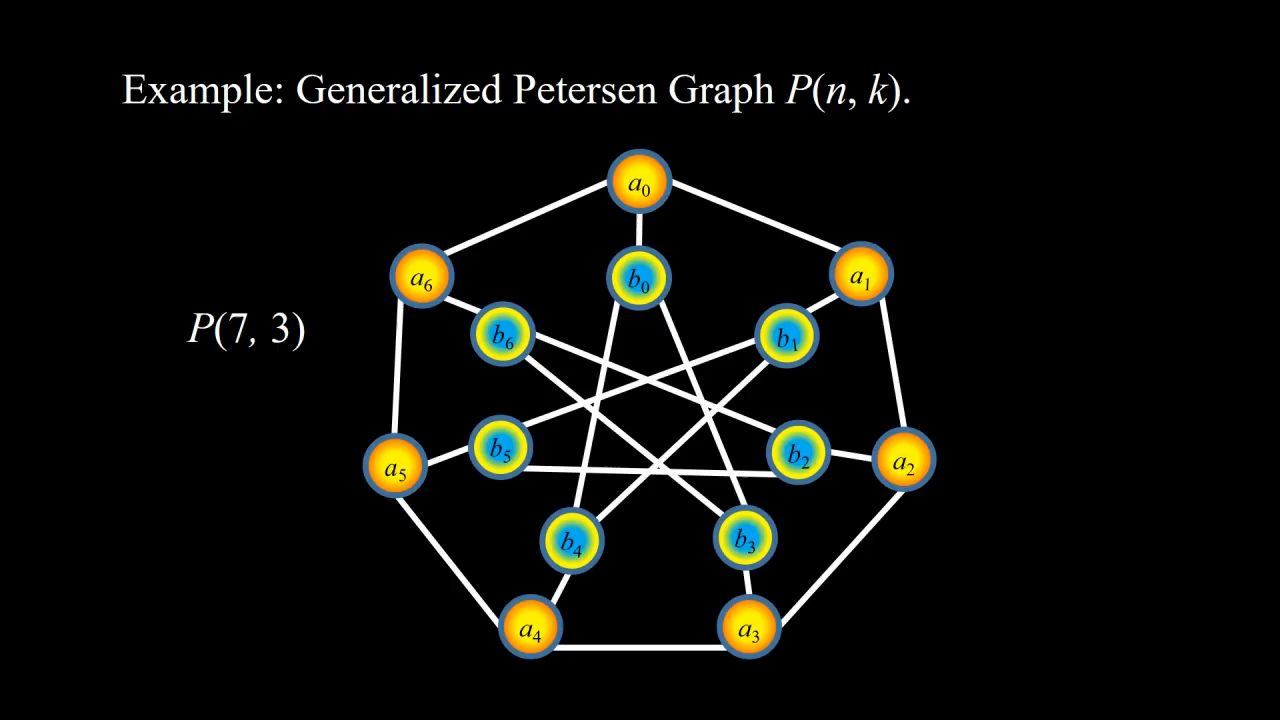 Example: Generalized Petersen Graph P(n, k).
a0
a6
b0
a1
P(7, 3)
b6
b1
b5
b2
a5
a2
b4
b3
a4
a3